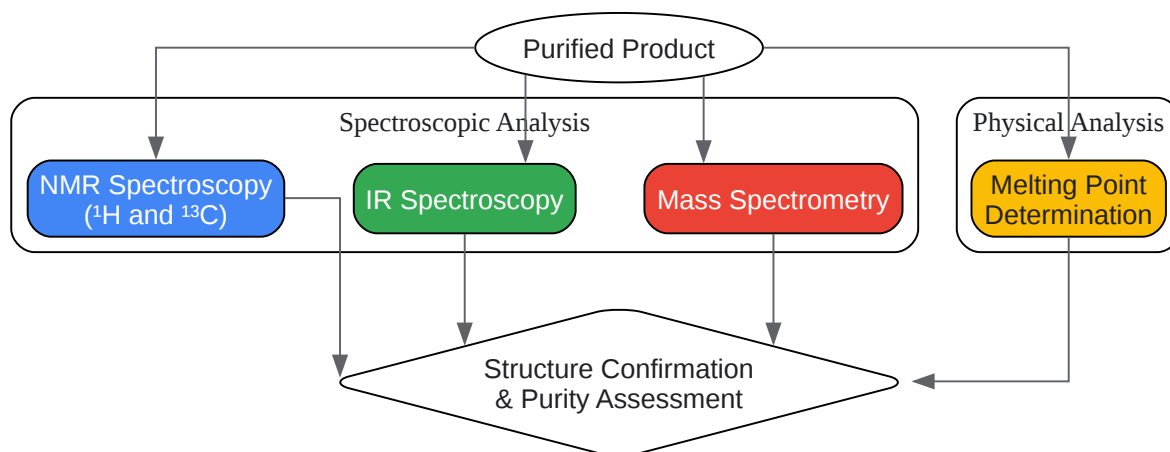 Purified Product
Spectroscopic Analysis
Physical Analysis
NMR Spectroscopy
(¹H and ¹³C)
IR Spectroscopy
Mass Spectrometry
Melting Point
Determination
Structure Confirmation
& Purity Assessment